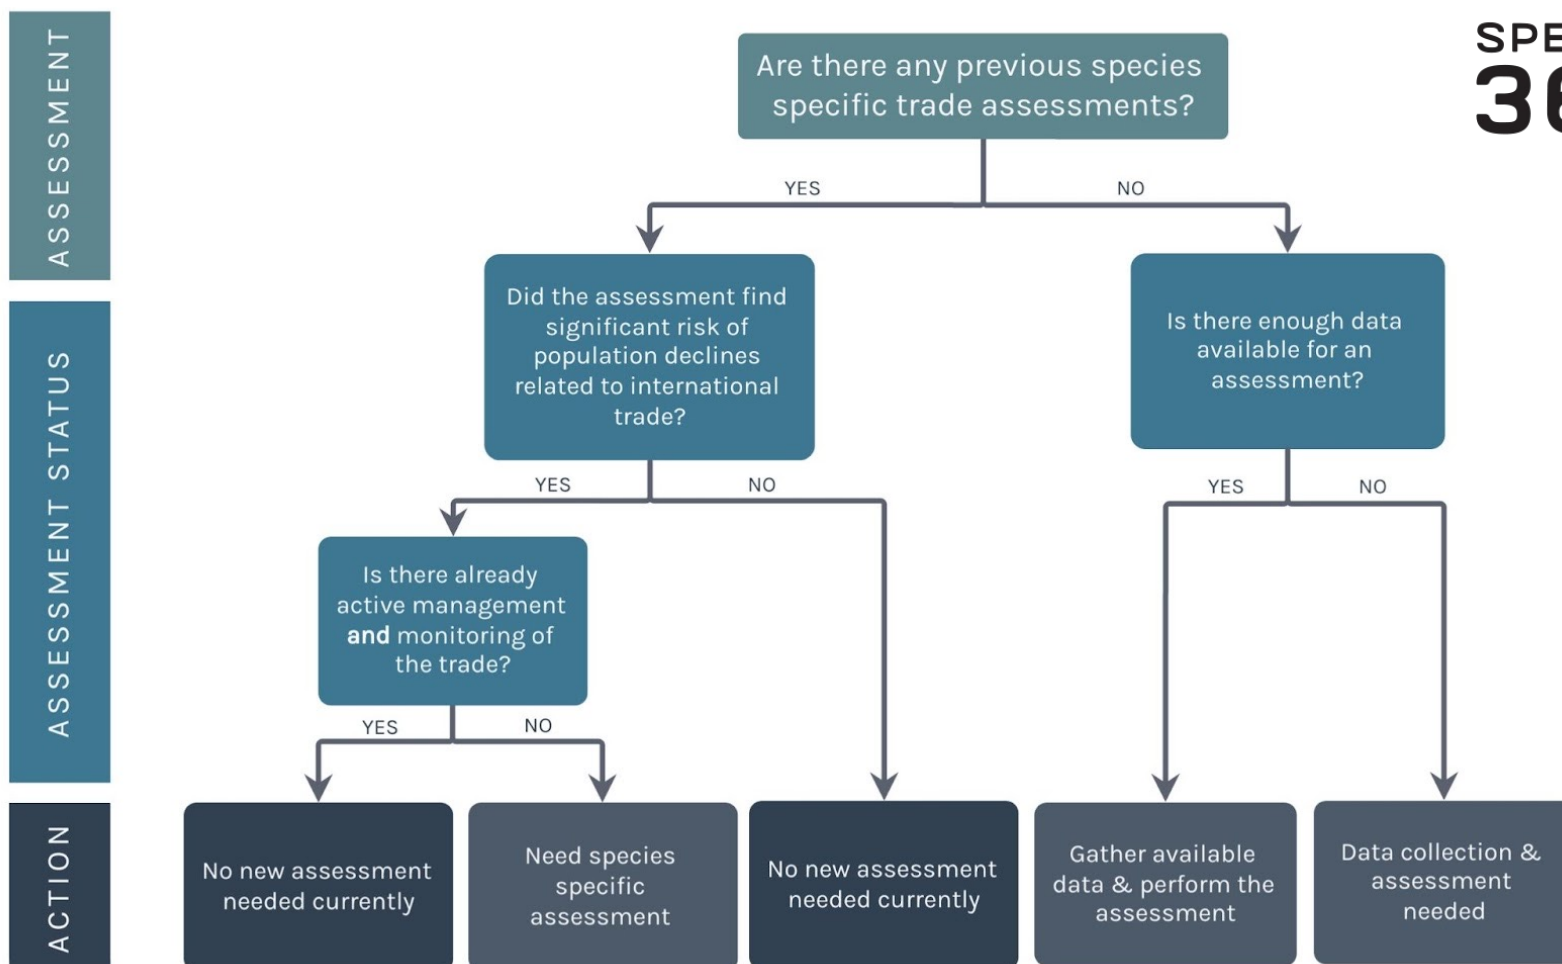 ASSESSMENT
Are there any previous species
specific trade assessments?
SPE
36
YES
NO
ASSESSMENT STATUS
Did the assessment find
significant risk of
population declines
related to international
trade?
Is there enough data
available for an
assessment?
YES
NO
YES
NO
Is there already
active management
and monitoring of
the trade?
YES
NO
ACTION
No new assessment
needed currently
Need species
specific
assessment
No new assessment
needed currently
Gather available
data & perform the
assessment
Data collection &
assessment
needed